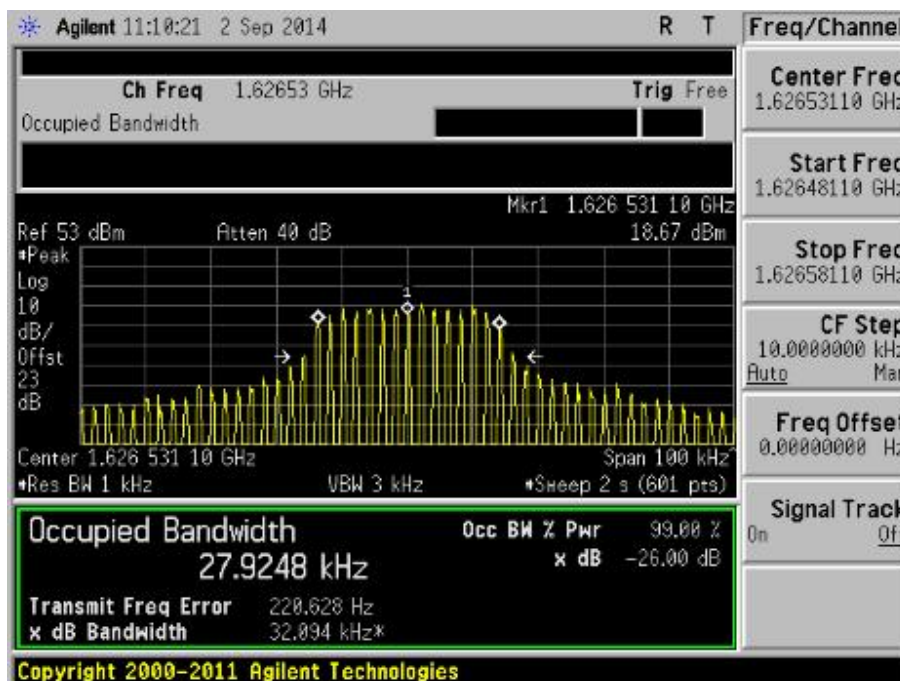 Agilent 11:10:21 2 Sep 2014 R T
Freq/Channel
Ch Freq 1.62653 GHz Trig Free
Occupied Bandwidth
Center Freq
1.62653110 GHz
Start Freq
1.62648110 GHz
Stop Freq
1.62658110 GHz
CF Step
10.0000000 kHz
Auto Man
Freq Offset
0.00000000 Hz
Signal Track
On Off
Mkr1 1.626 531 10 GHz
Ref 53 dBm Atten 40 dB 18.67 dBm
*Peak
Log
10
dB/
Offst
23
dB
1
Center 1.626 531 10 GHz Span 100 kHz^
*Res BW 1 kHz VBW 3 kHz *Sweep 2 s (601 pts)
Occupied Bandwidth
27.9248 kHz
Occ BW % Pwr 99.00 %
x dB -26.00 dB
Transmit Freq Error 220.628 Hz
x dB Bandwidth 32.094 kHz*
Copyright 2000-2011 Agilent Technologies